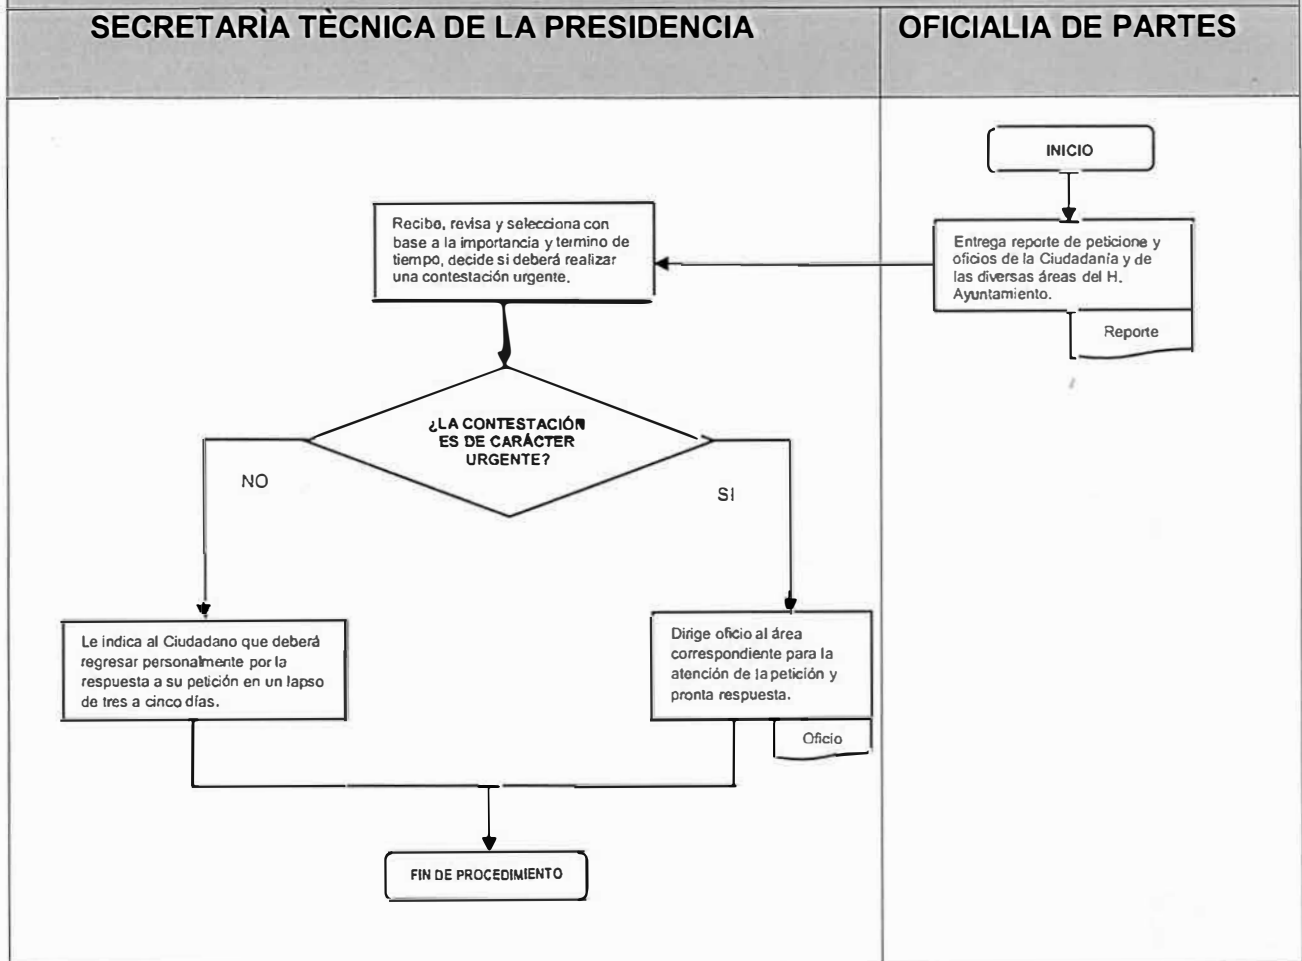 SECRETARÌA TÈCNICA DE LA PRESIDENCIA
OFICIALIA DE PARTES
INICIO
Entrega reporte de peticione y
oficios de la Ciudadanía y de
las diversas áreas del H.
Ayuntamiento.
Reporte
Recibe, revisa y selecciona con
base a la importancia y termino de
tiempo, decide si deberá realizar
una contestación urgente.
¿LA CONTESTACIÓN
ES DE CARÁCTER
URGENTE?
NO
SI
Le indica al Ciudadano que deberá
regresar personalmente por la
respuesta a su petición en un lapso
de tres a cinco días.
Dirige oficio al área
correspondiente para la
atención de la petición y
pronta respuesta.
Oficio
FIN DE PROCEDIMIENTO